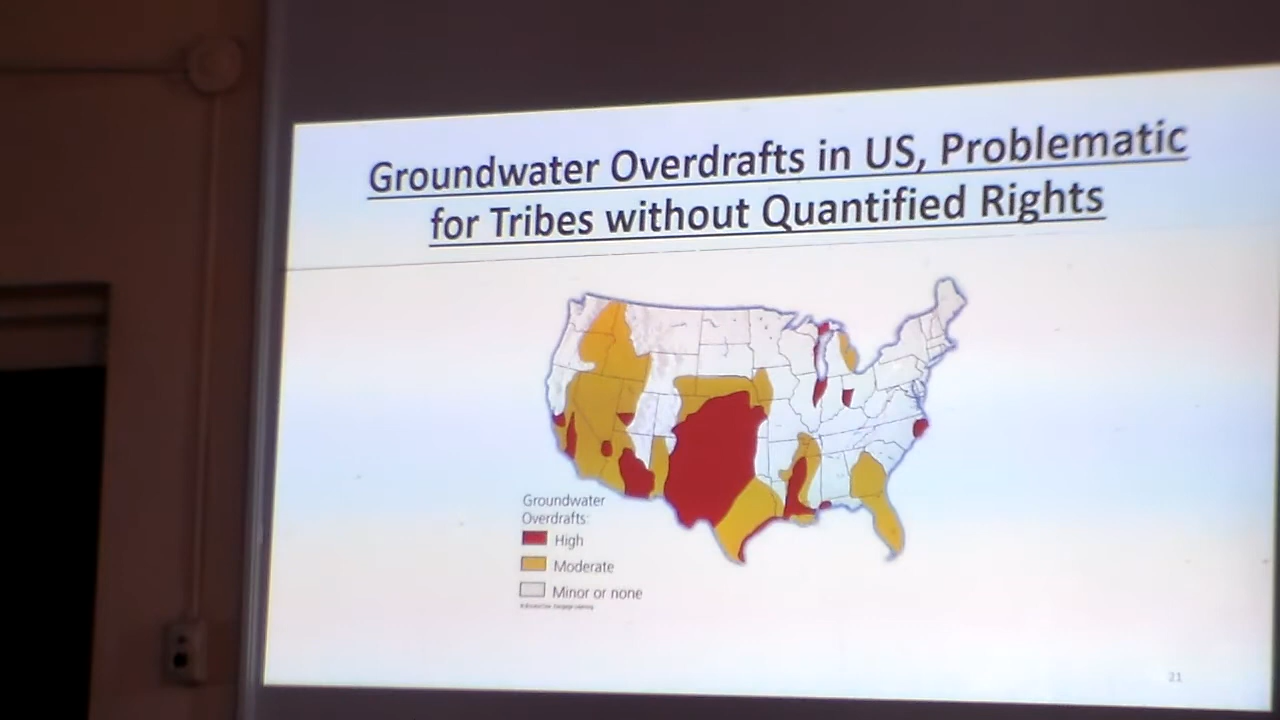 Groundwater Overdrafts in US, Problematic
for Tribes without Quantified Rights
Groundwater
Overdrafts:
High
Moderate
Minor or none
21